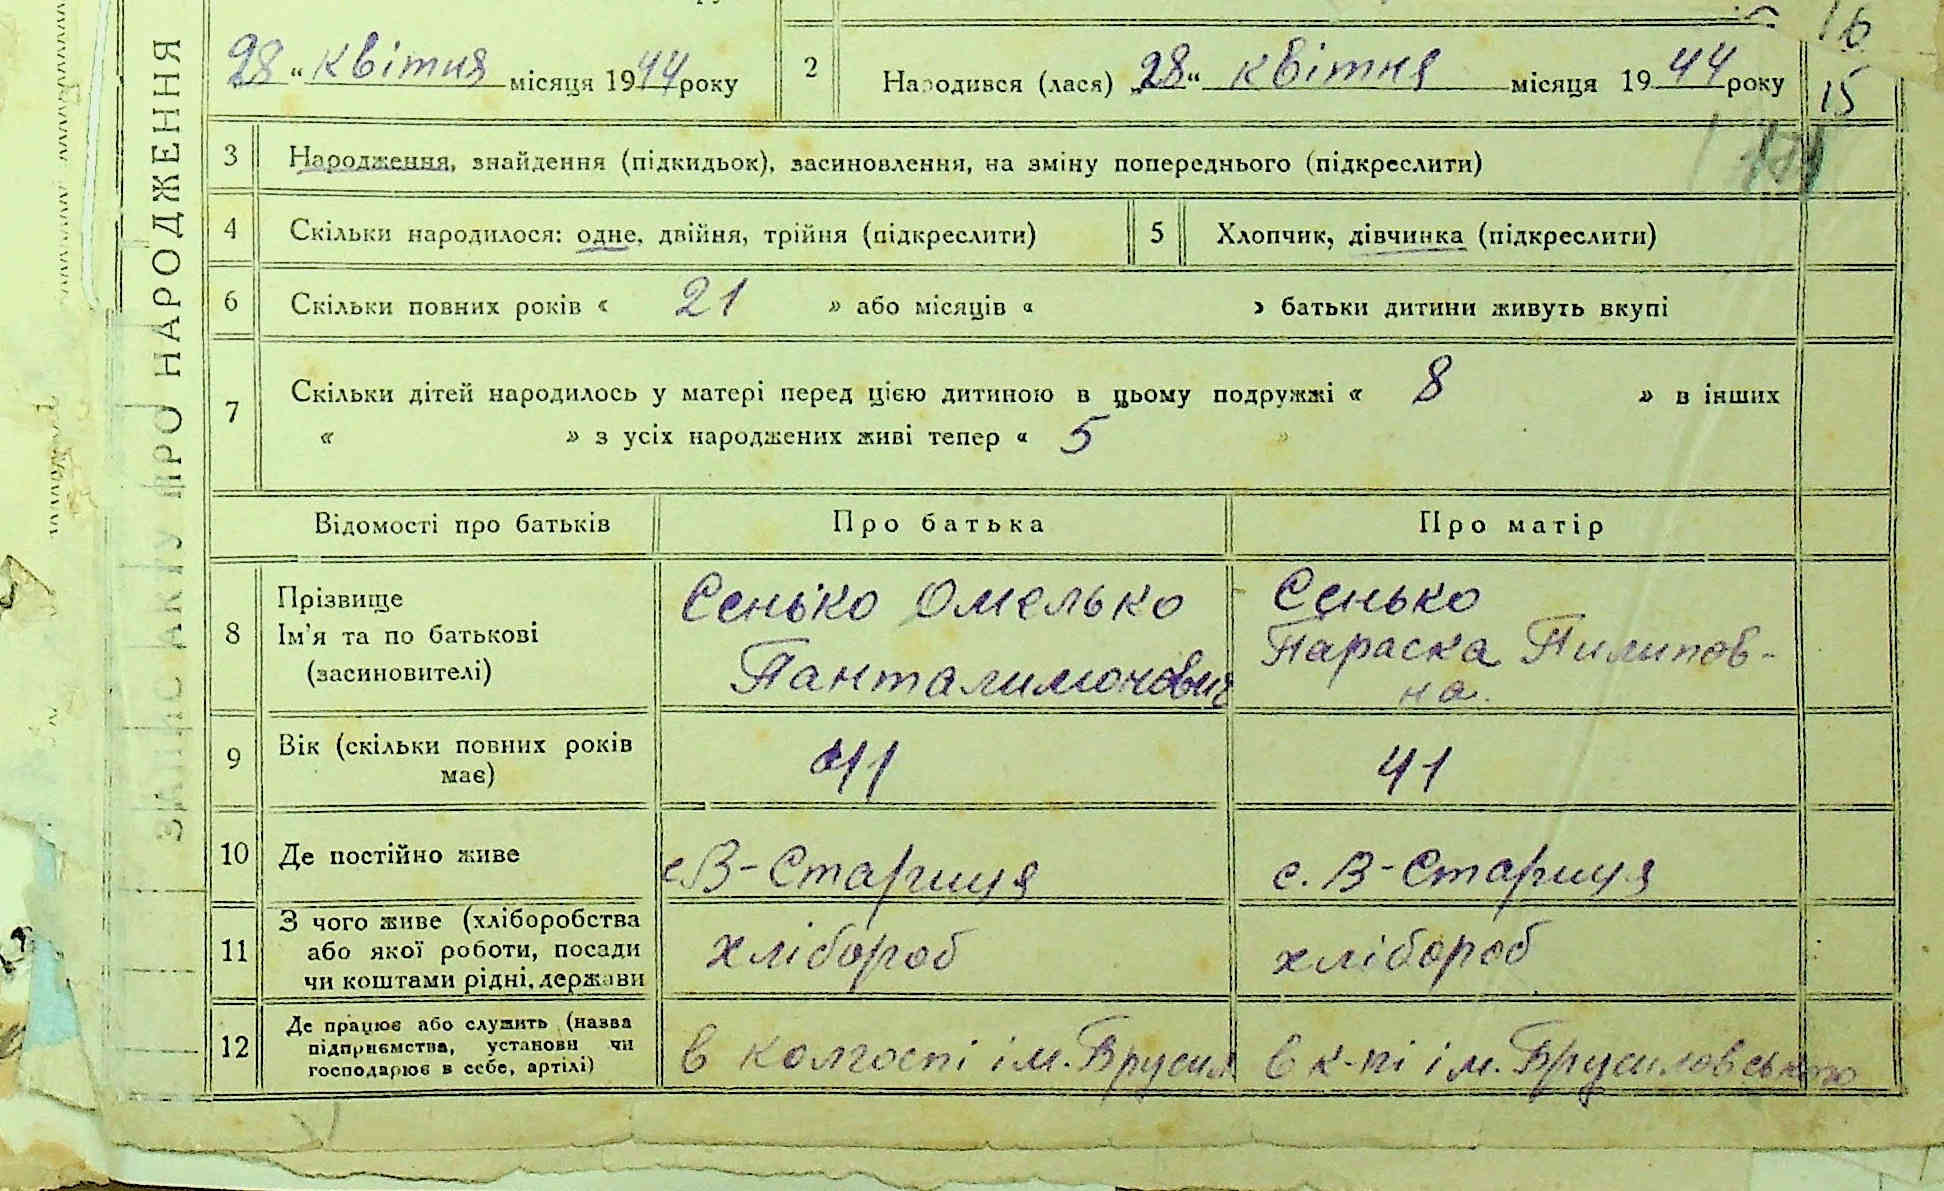 28 " квітня місяця 1944 року
2 Народився (лася) „28" квітня місяця 1944 року
16
15
ЗАПИС АКТУ ПРО НАРОДЖЕННЯ
3 Народження, знайдення (підкидьок), засиновлення, на зміну попереднього (підкреслити)
4 Скільки народилося: одне, двійня, трійня (підкреслити) 5 Хлопчик, дівчинка (підкреслити)
6 Скільки повних років « 21 » або місяців « » батьки дитини живуть вкупі
7 Скільки дітей народилось у матері перед цією дитиною в цьому подружжі « 8 » в інших
« » з усіх народжених живі тепер « 5 »
Відомості про батьків Про батька Про матір
8 Прізвище
Ім'я та по батькові
(засиновителі)
Сенько Омелько
Панталимонович
Сенько
Параска Пилипов-
на.
9 Вік (скільки повних років
має)
41
41
10 Де постійно живе с. В-Стариця с. В-Стариця
11 З чого живе (хліборобства
або якої роботи, посади
чи коштами рідні, держави
хлібороб
хлібороб
12 Де працює або служить (назва
підприємства, установи чи
господарює в себе, артілі)
в колгоспі ім. Брусил
в к-пі ім. Брусиловського